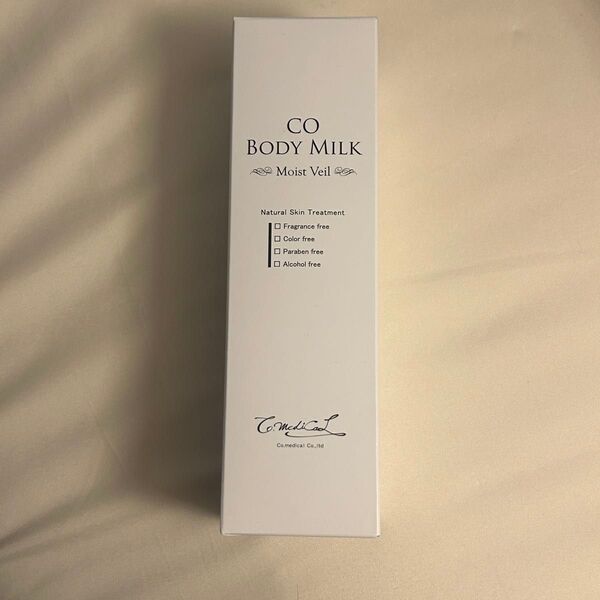 CO
BODY MILK
Moist Veil
Natural Skin Treatment
☐ Fragrance free
☐ Color free
☐ Paraben free
☐ Alcohol free
Co.medical
Co.medical Co.,ltd